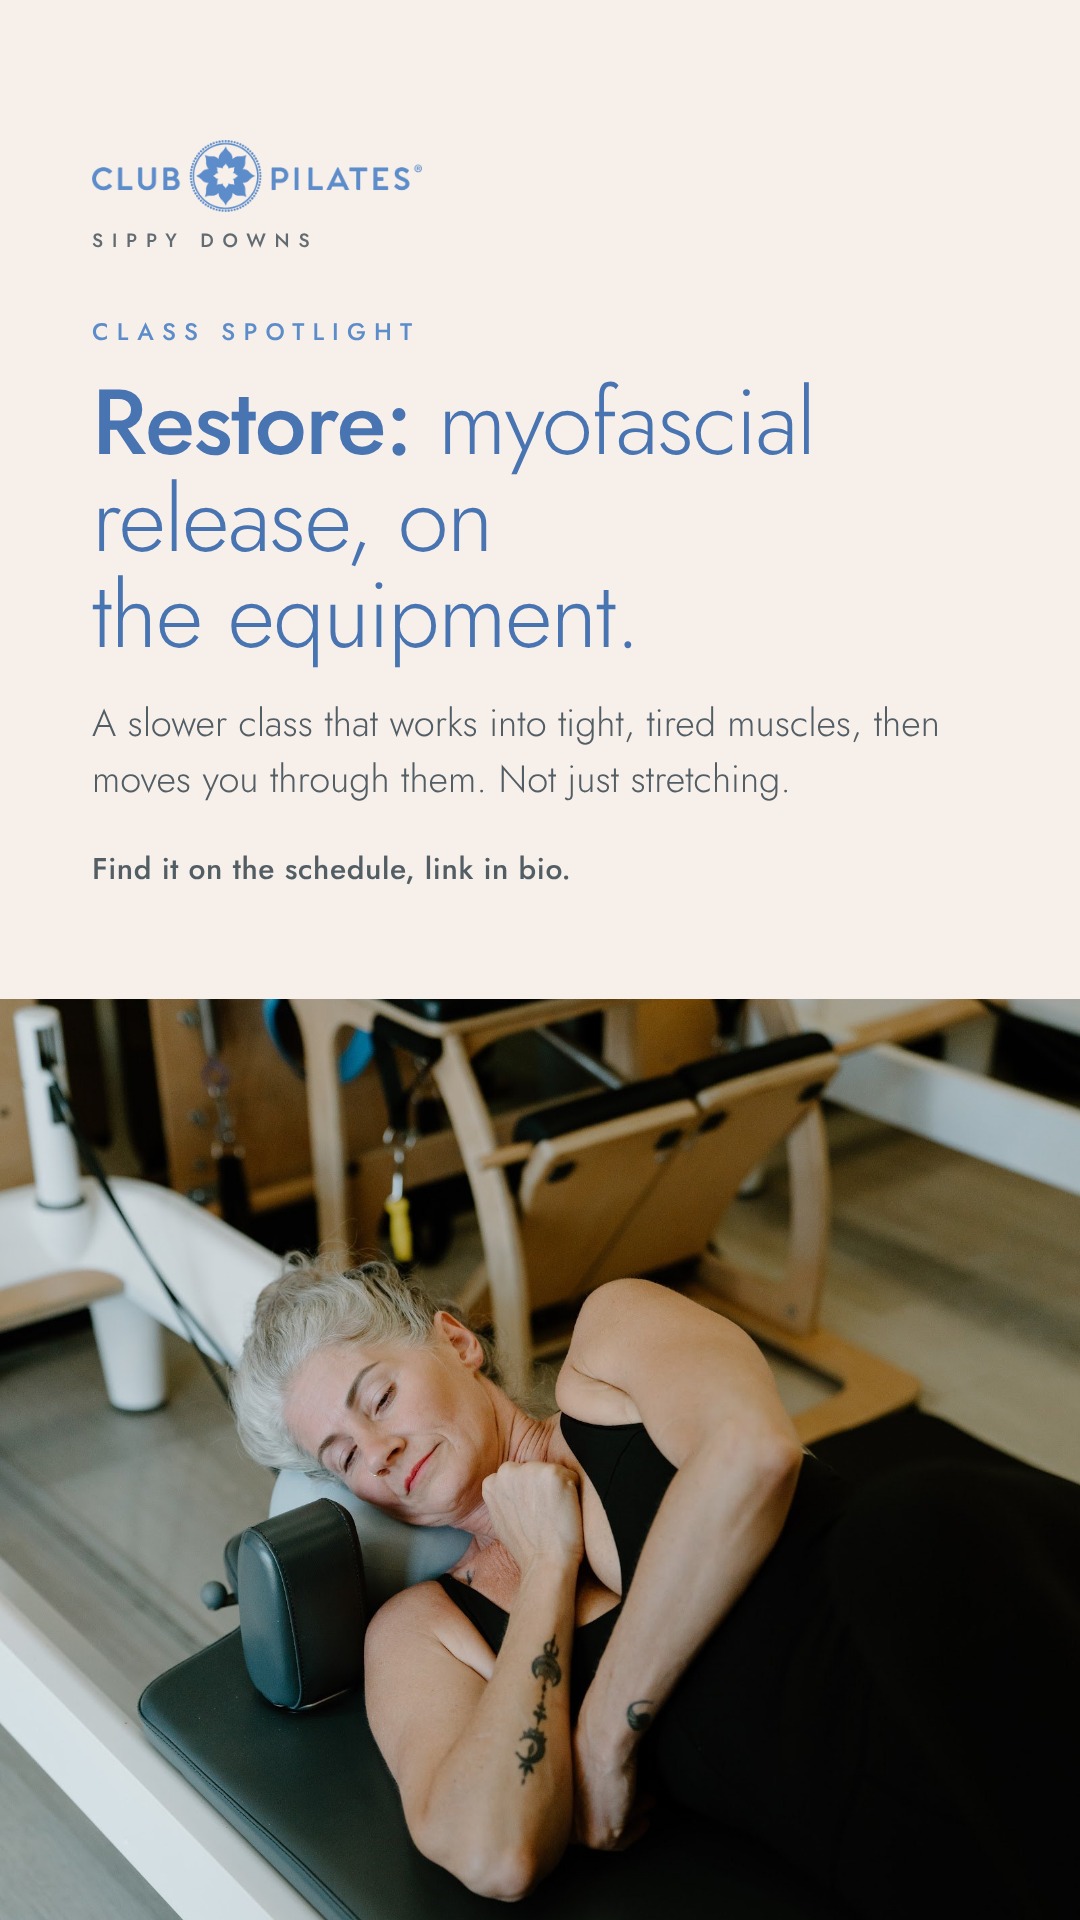 CLUB PILATES®
SIPPY DOWNS
CLASS SPOTLIGHT
Restore: myofascial
release, on
the equipment.
A slower class that works into tight, tired muscles, then
moves you through them. Not just stretching.
Find it on the schedule, link in bio.